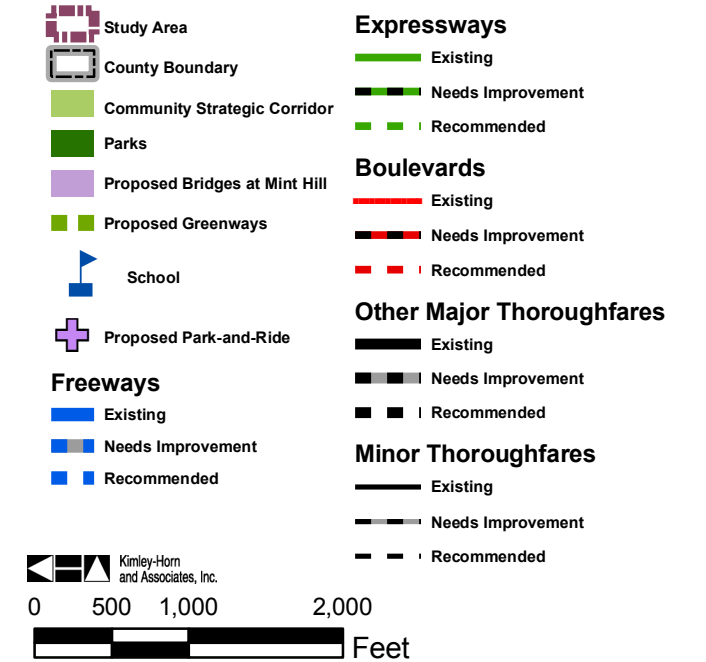 Study Area
County Boundary
Community Strategic Corridor
Parks
Proposed Bridges at Mint Hill
Proposed Greenways
School
Proposed Park-and-Ride
Freeways
Existing
Needs Improvement
Recommended
Expressways
Existing
Needs Improvement
Recommended
Boulevards
Existing
Needs Improvement
Recommended
Other Major Thoroughfares
Existing
Needs Improvement
Recommended
Minor Thoroughfares
Existing
Needs Improvement
Recommended
Kimley-Horn
and Associates, Inc.
0 500 1,000 2,000
Feet